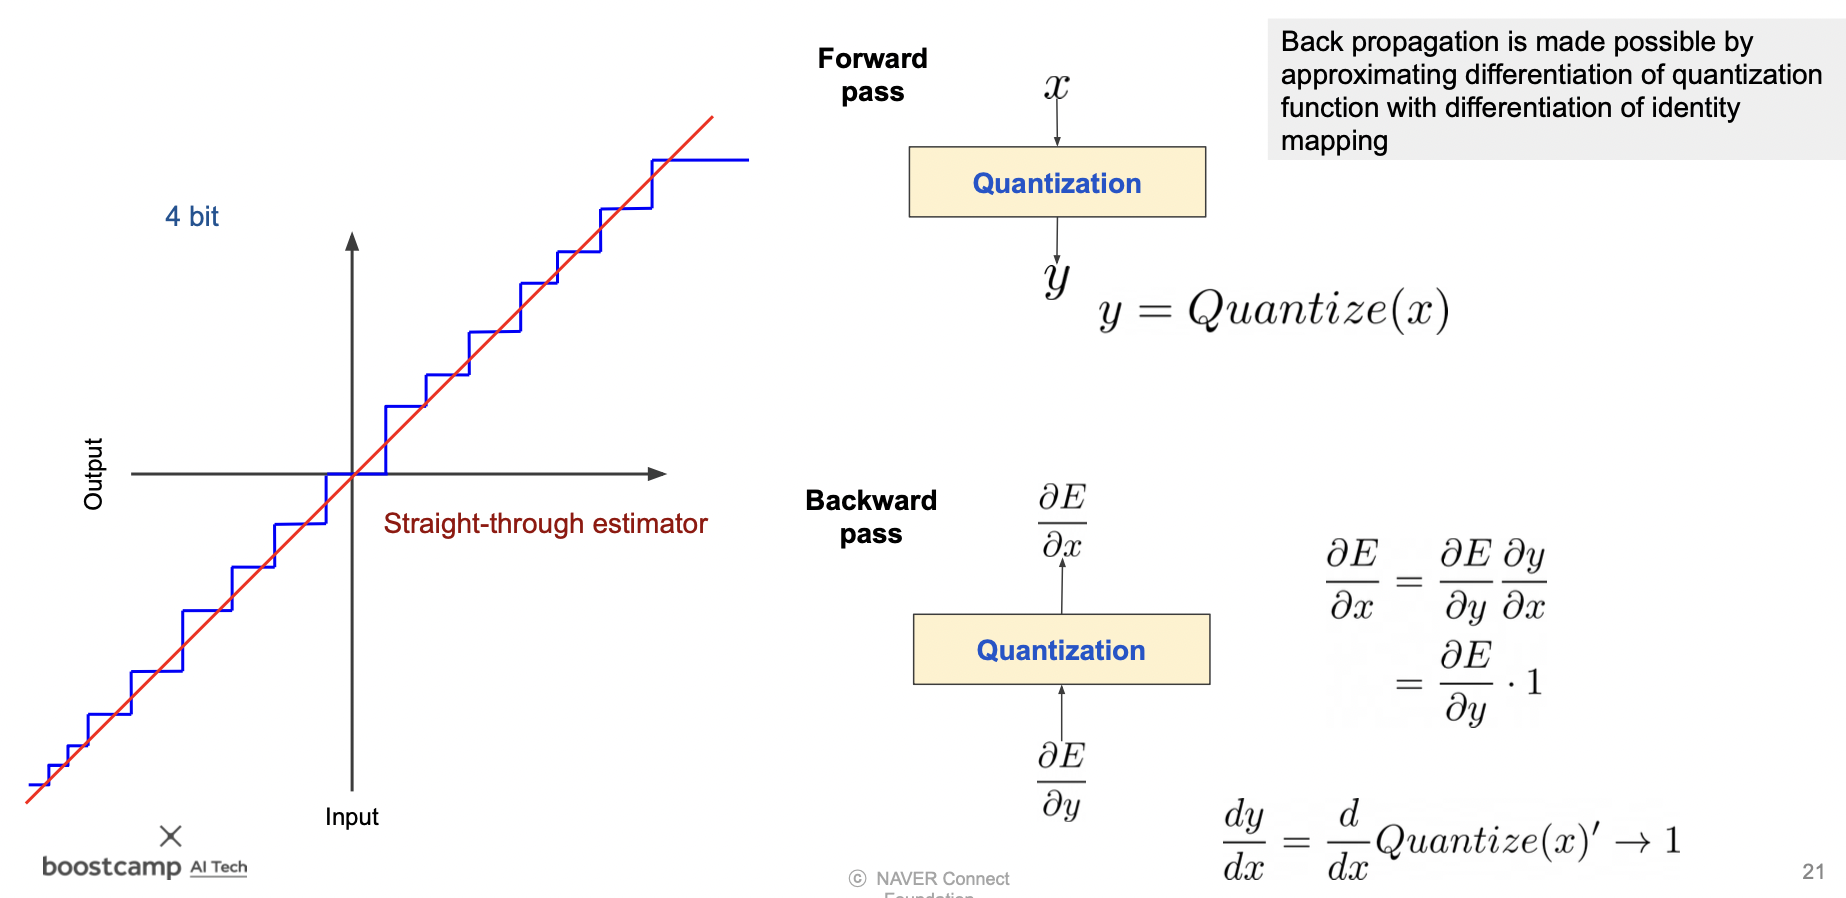 4 bit
Output
Input
Straight-through estimator
Forward
pass
x
Quantization
y
y = Quantize(x)
Back propagation is made possible by
approximating differentiation of quantization
function with differentiation of identity
mapping
Backward
pass
∂E/∂x
Quantization
∂E/∂y
∂E/∂x = ∂E/∂y ∂y/∂x
= ∂E/∂y · 1
dy/dx = d/dx Quantize(x)′ → 1
boostcamp AI Tech
© NAVER Connect
Foundation
21